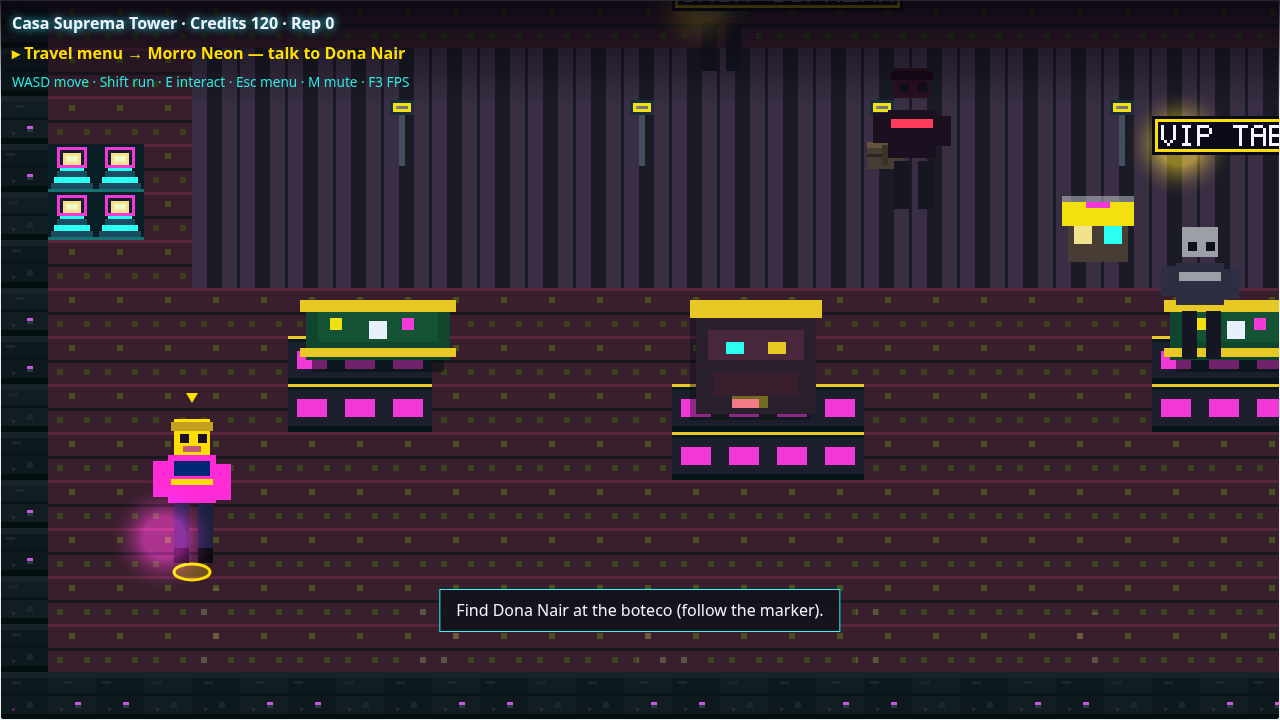 Casa Suprema Tower · Credits 120 · Rep 0
▸ Travel menu → Morro Neon — talk to Dona Nair
WASD move · Shift run · E interact · Esc menu · M mute · F3 FPS
VIP TAB
Find Dona Nair at the boteco (follow the marker).